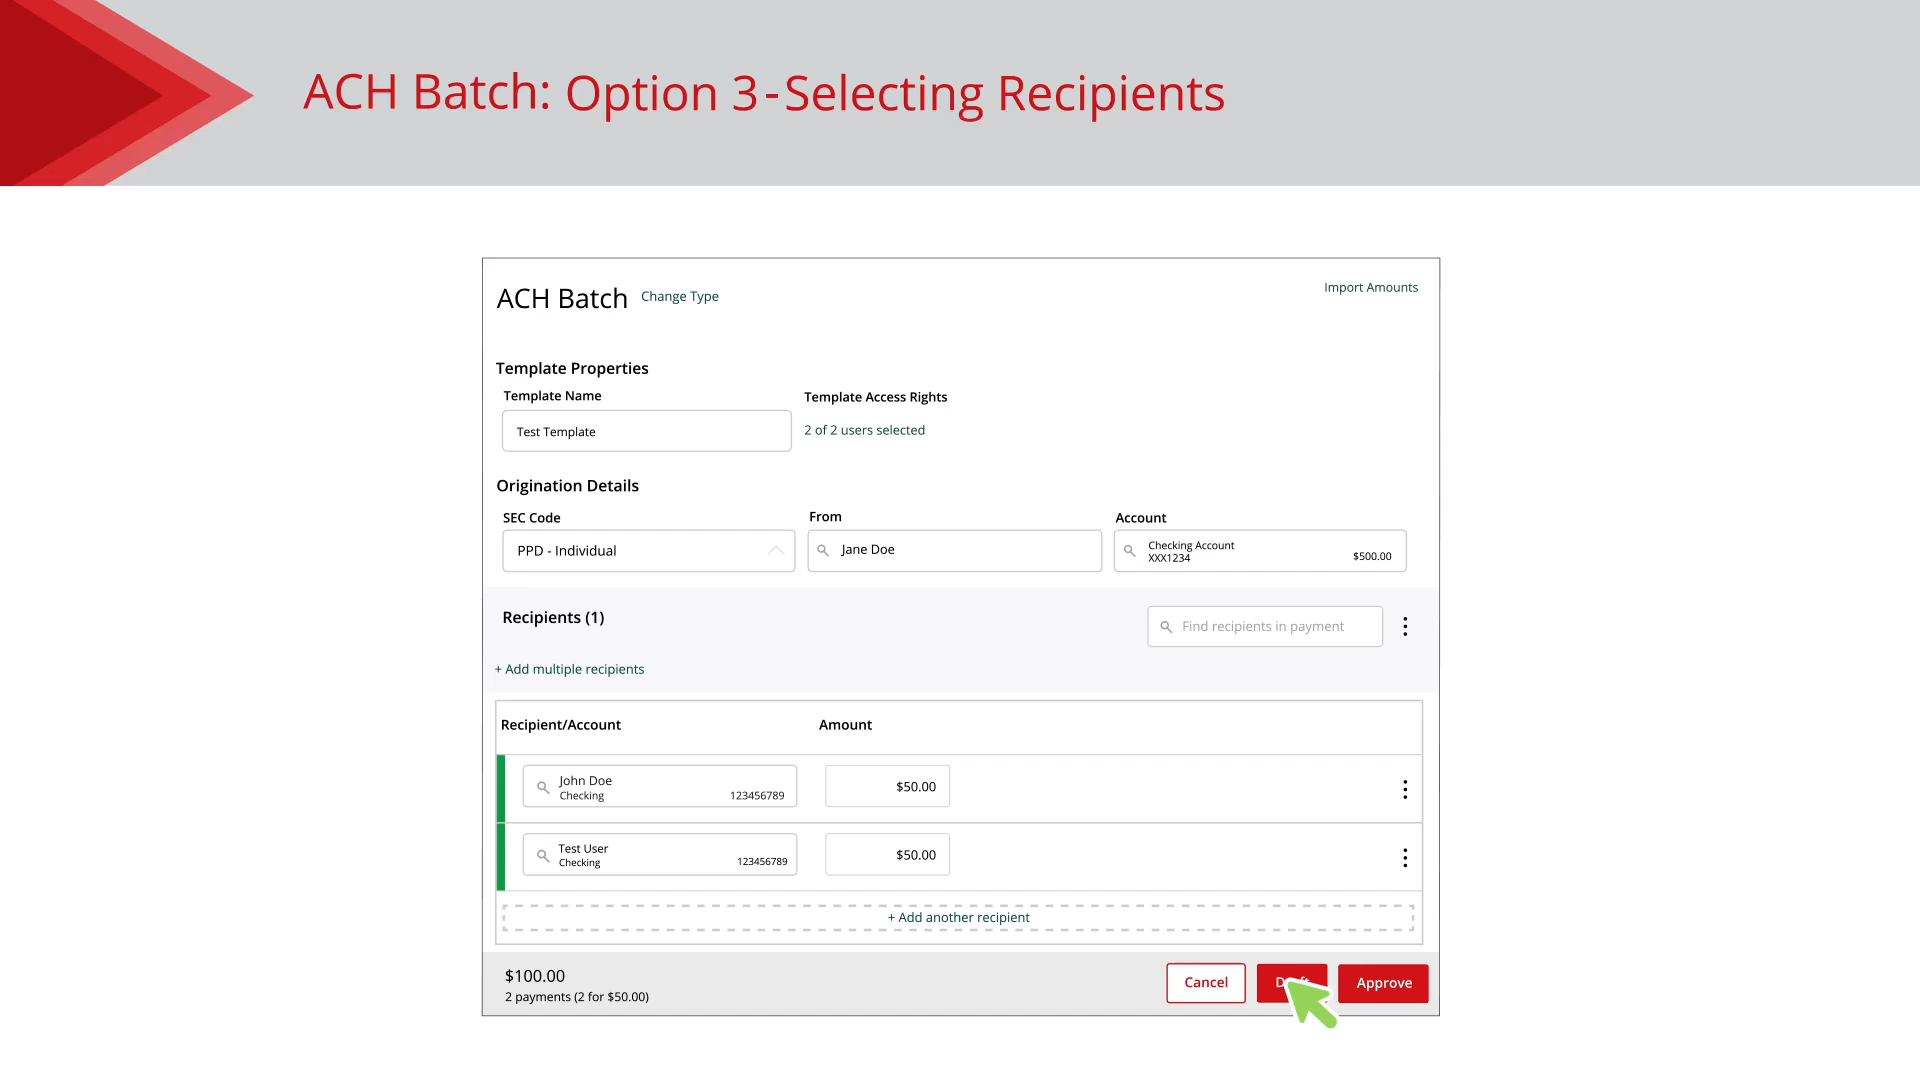 ACH Batch: Option 3-Selecting Recipients
ACH Batch Change Type
Import Amounts
Template Properties
Template Name
Template Access Rights
Test Template
2 of 2 users selected
Origination Details
SEC Code
From
Account
PPD - Individual
Jane Doe
Checking Account
XXX1234
$500.00
Recipients (1)
Find recipients in payment
+ Add multiple recipients
Recipient/Account
Amount
John Doe
Checking
123456789
$50.00
Test User
Checking
123456789
$50.00
+ Add another recipient
$100.00
2 payments (2 for $50.00)
Cancel
Approve